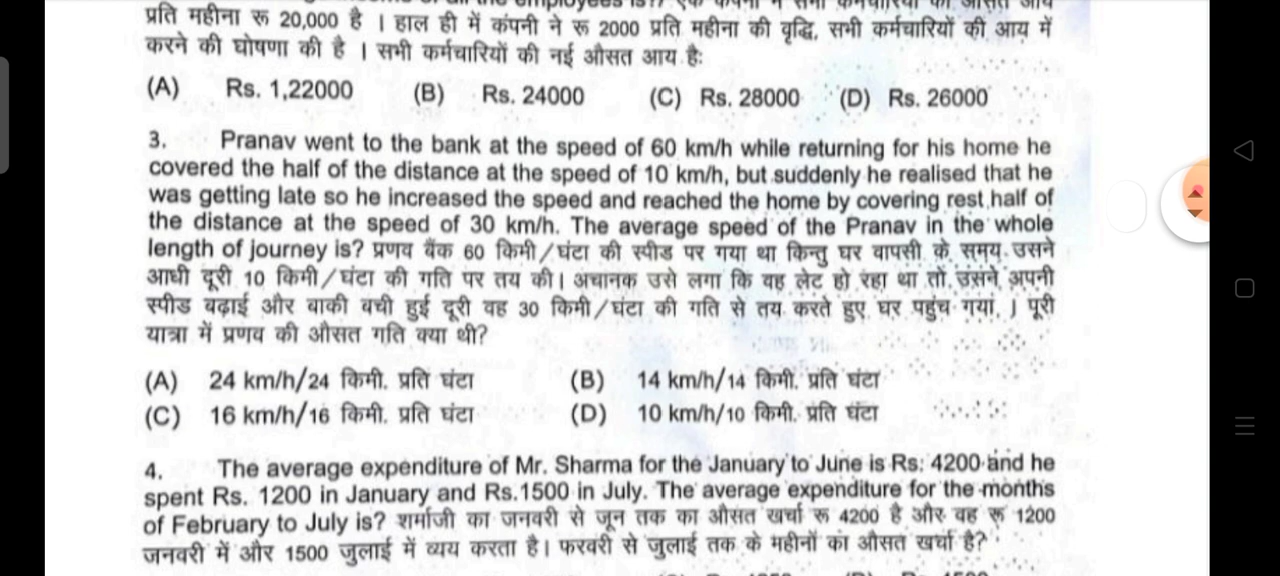 प्रति महीना रू 20,000 है । हाल ही में कंपनी ने रू 2000 प्रति महीना की वृद्धि, सभी कर्मचारियों की आय में
करने की घोषणा की है । सभी कर्मचारियों की नई औसत आय है:
(A) Rs. 1,22000 (B) Rs. 24000 (C) Rs. 28000 (D) Rs. 26000
3. Pranav went to the bank at the speed of 60 km/h while returning for his home he
covered the half of the distance at the speed of 10 km/h, but suddenly he realised that he
was getting late so he increased the speed and reached the home by covering rest half of
the distance at the speed of 30 km/h. The average speed of the Pranav in the whole
length of journey is? प्रणव बैंक 60 किमी/घंटा की स्पीड पर गया था किन्तु घर वापसी के समय उसने
आधी दूरी 10 किमी/घंटा की गति पर तय की। अचानक उसे लगा कि वह लेट हो रहा था तो उसने अपनी
स्पीड बढ़ाई और बाकी बची हुई दूरी वह 30 किमी/घंटा की गति से तय करते हुए घर पहुंच गया । पूरी
यात्रा में प्रणव की औसत गति क्या थी?
(A) 24 km/h/24 किमी. प्रति घंटा (B) 14 km/h/14 किमी. प्रति घंटा
(C) 16 km/h/16 किमी. प्रति घंटा (D) 10 km/h/10 किमी. प्रति घंटा
4. The average expenditure of Mr. Sharma for the January to June is Rs: 4200 and he
spent Rs. 1200 in January and Rs.1500 in July. The average expenditure for the months
of February to July is? शर्माजी का जनवरी से जून तक का औसत खर्चा रू 4200 है और वह रू 1200
जनवरी में और 1500 जुलाई में व्यय करता है। फरवरी से जुलाई तक के महीनों का औसत खर्चा है?